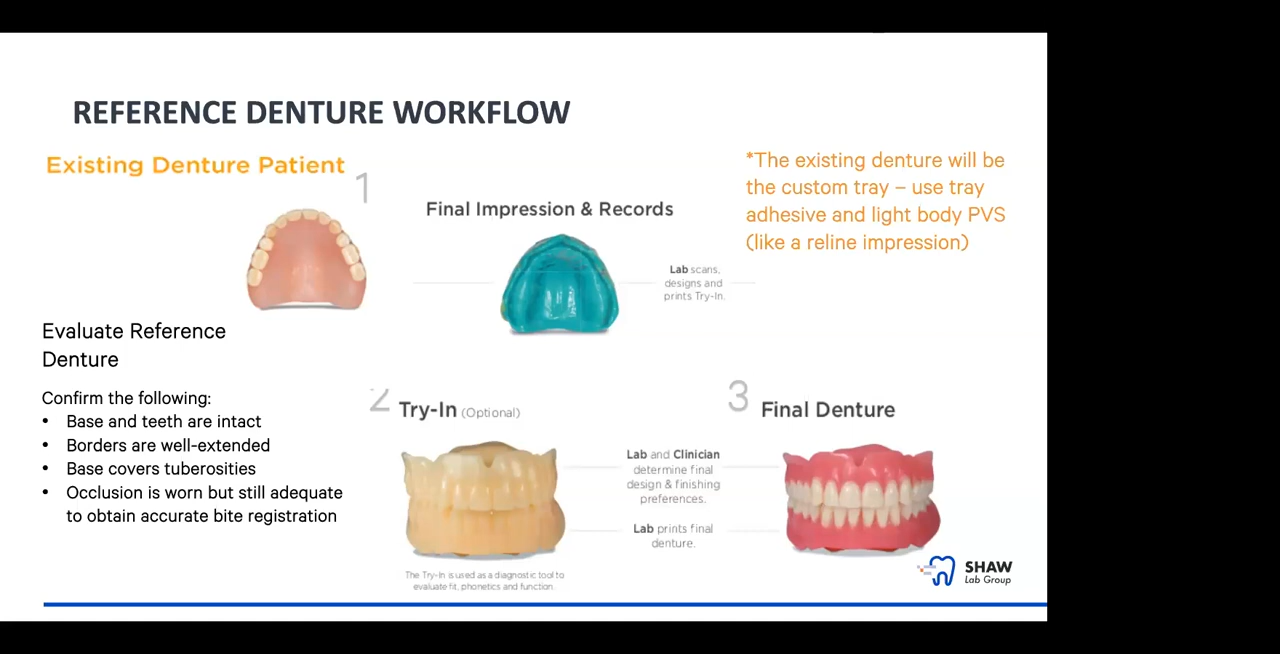 REFERENCE DENTURE WORKFLOW
Existing Denture Patient
1
Final Impression & Records
Lab scans,
designs and
prints Try-In.
*The existing denture will be
the custom tray – use tray
adhesive and light body PVS
(like a reline impression)
Evaluate Reference
Denture
Confirm the following:
• Base and teeth are intact
• Borders are well-extended
• Base covers tuberosities
• Occlusion is worn but still adequate
to obtain accurate bite registration
2
Try-In (Optional)
The Try-In is used as a diagnostic tool to
evaluate fit, phonetics and function.
Lab and Clinician
determine final
design & finishing
preferences.
Lab prints final
denture.
3
Final Denture
SHAW
Lab Group